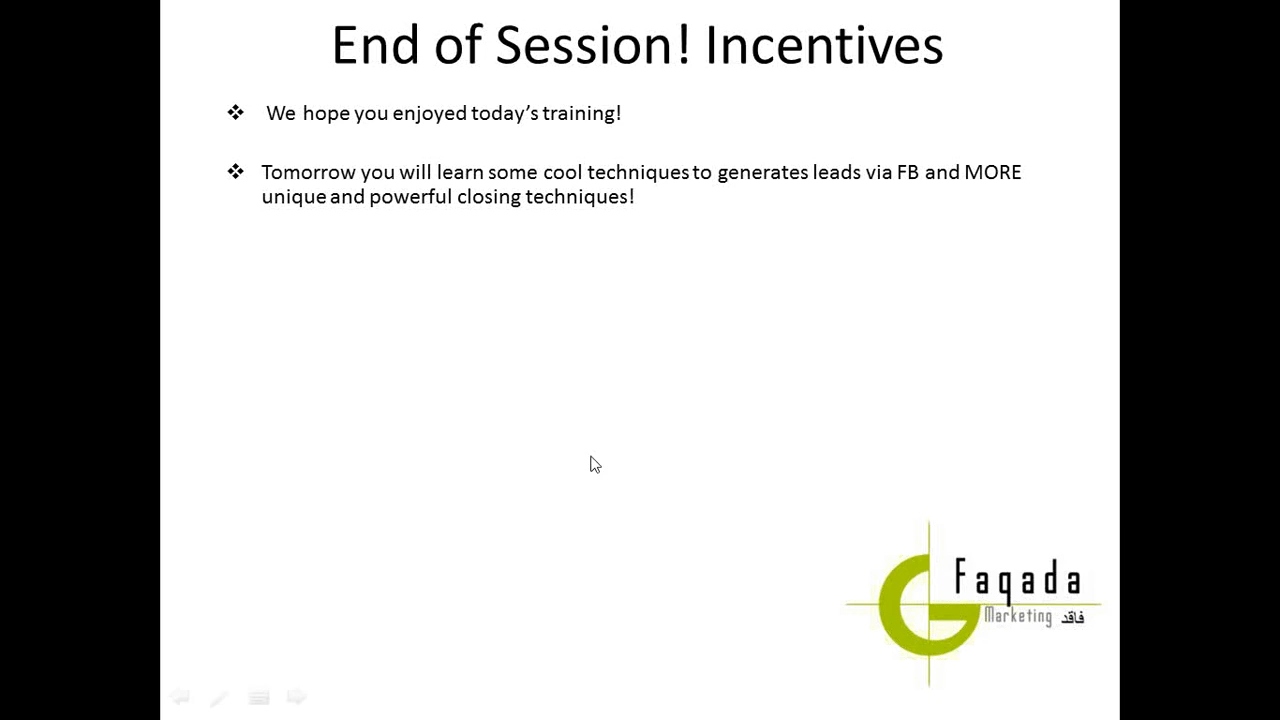 End of Session! Incentives
❖ We hope you enjoyed today’s training!
❖ Tomorrow you will learn some cool techniques to generates leads via FB and MORE
unique and powerful closing techniques!
Faqada
Marketing فاقد